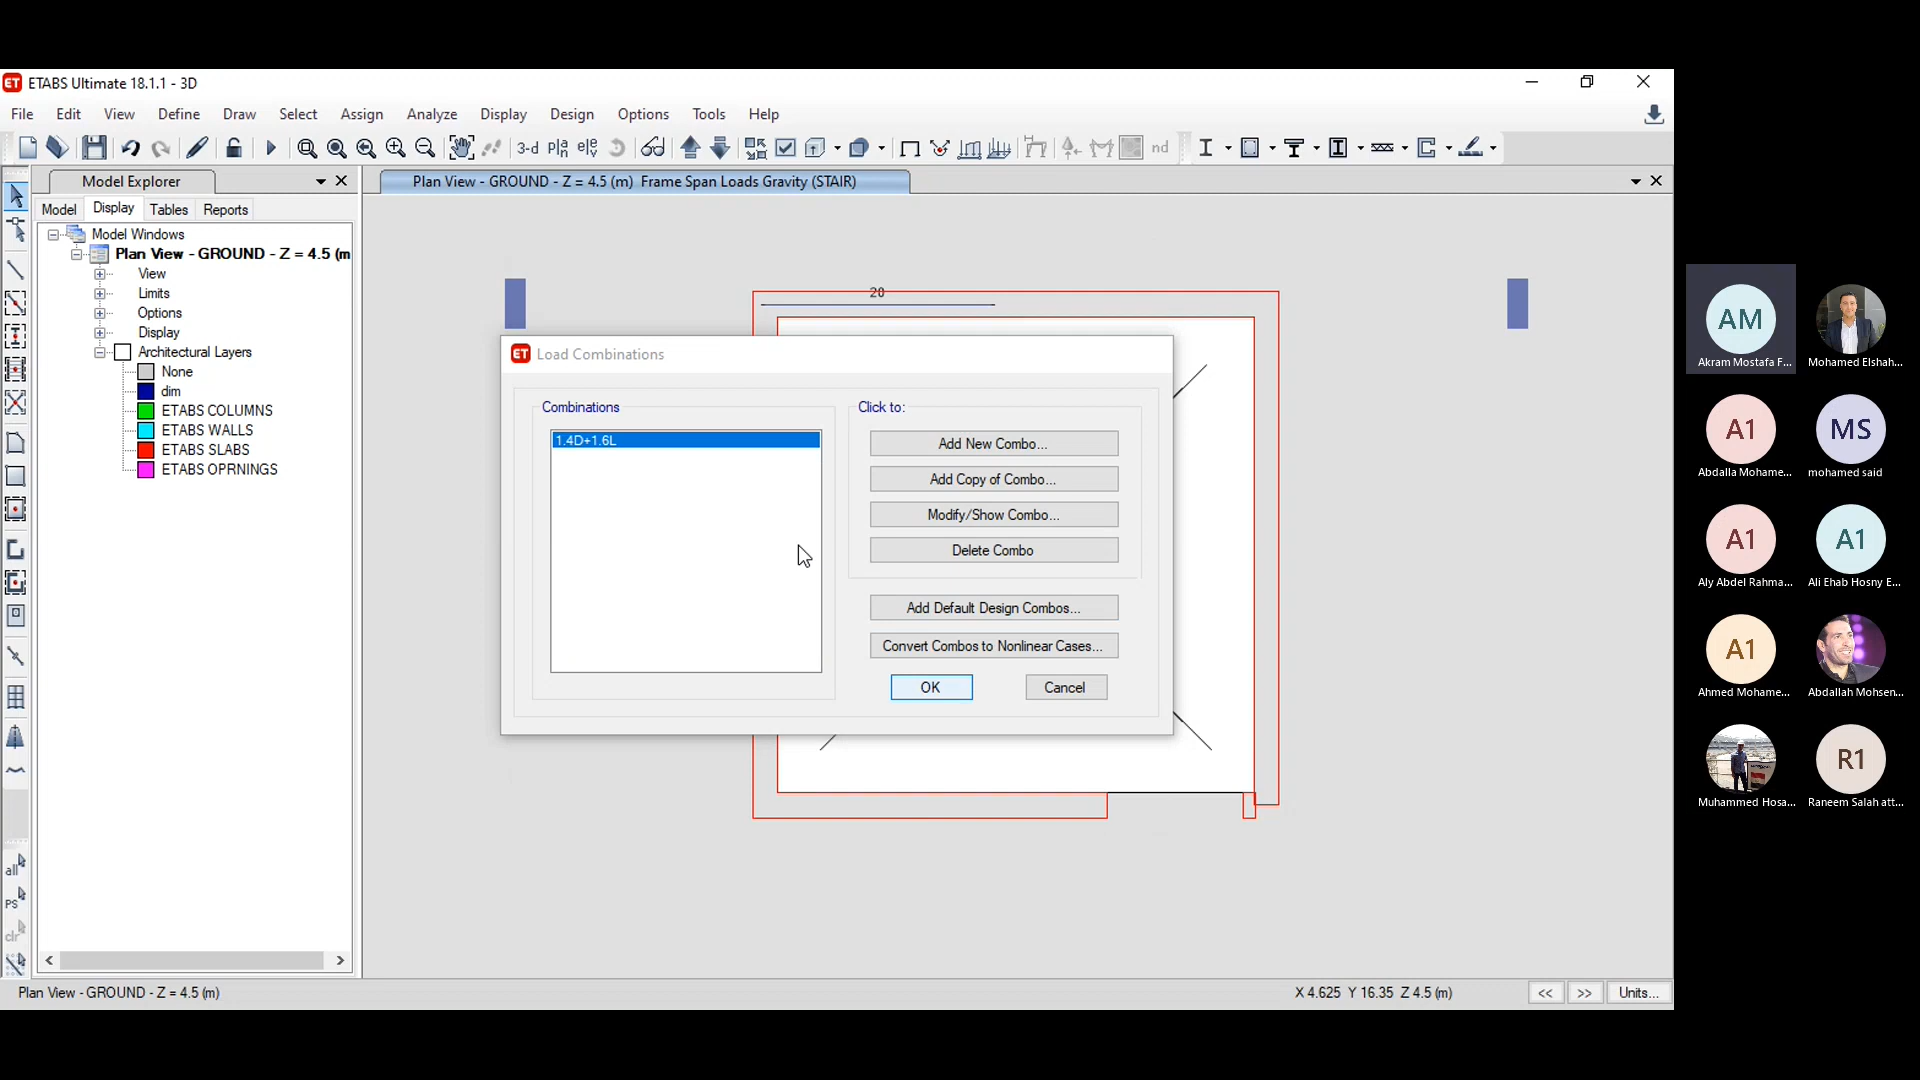 ET ETABS Ultimate 18.1.1 - 3D
File Edit View Define Draw Select Assign Analyze Display Design Options Tools Help
3-d nd
Model Explorer
Plan View - GROUND - Z = 4.5 (m) Frame Span Loads Gravity (STAIR)
Model Display Tables Reports
Model Windows
Plan View - GROUND - Z = 4.5 (m
View
Limits
Options
Display
Architectural Layers
None
dim
ETABS COLUMNS
ETABS WALLS
ETABS SLABS
ETABS OPRNINGS
all
PS
clr
20
ET Load Combinations
Combinations
1.4D+1.6L
Click to:
Add New Combo...
Add Copy of Combo...
Modify/Show Combo...
Delete Combo
Add Default Design Combos...
Convert Combos to Nonlinear Cases...
OK Cancel
Plan View - GROUND - Z = 4.5 (m)
X 4.625 Y 16.35 Z 4.5 (m)
<< >> Units...
AM
Akram Mostafa F... Mohamed Elshah...
A1 MS
Abdalla Mohame... mohamed said
A1 A1
Aly Abdel Rahma... Ali Ehab Hosny E...
A1
Ahmed Mohame... Abdallah Mohsen...
R1
Muhammed Hosa... Raneem Salah att...